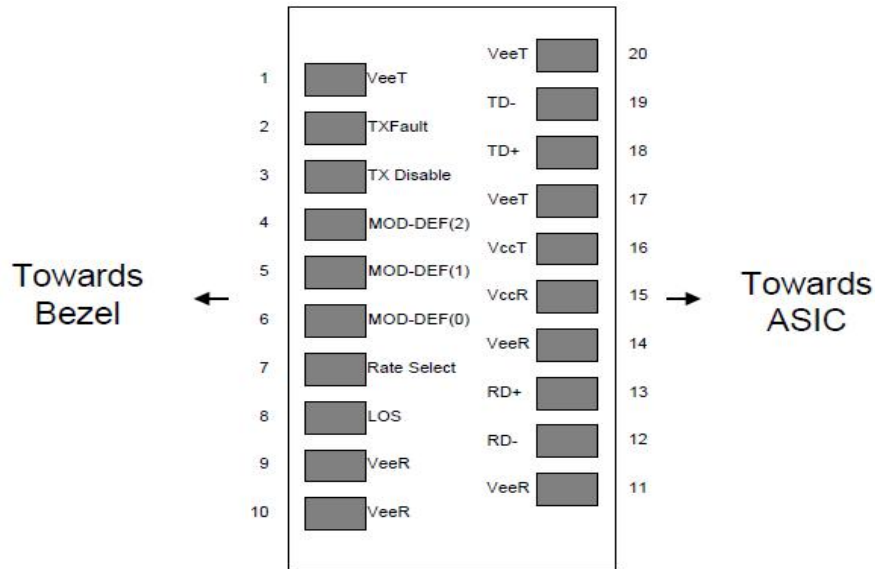 VeeT 20
1 VeeT
TD- 19
2 TXFault
TD+ 18
3 TX Disable
VeeT 17
4 MOD-DEF(2)
VccT 16
5 MOD-DEF(1)
Towards
Bezel
VccR 15
Towards
ASIC
6 MOD-DEF(0)
VeeR 14
7 Rate Select
RD+ 13
8 LOS
RD- 12
9 VeeR
VeeR 11
10 VeeR